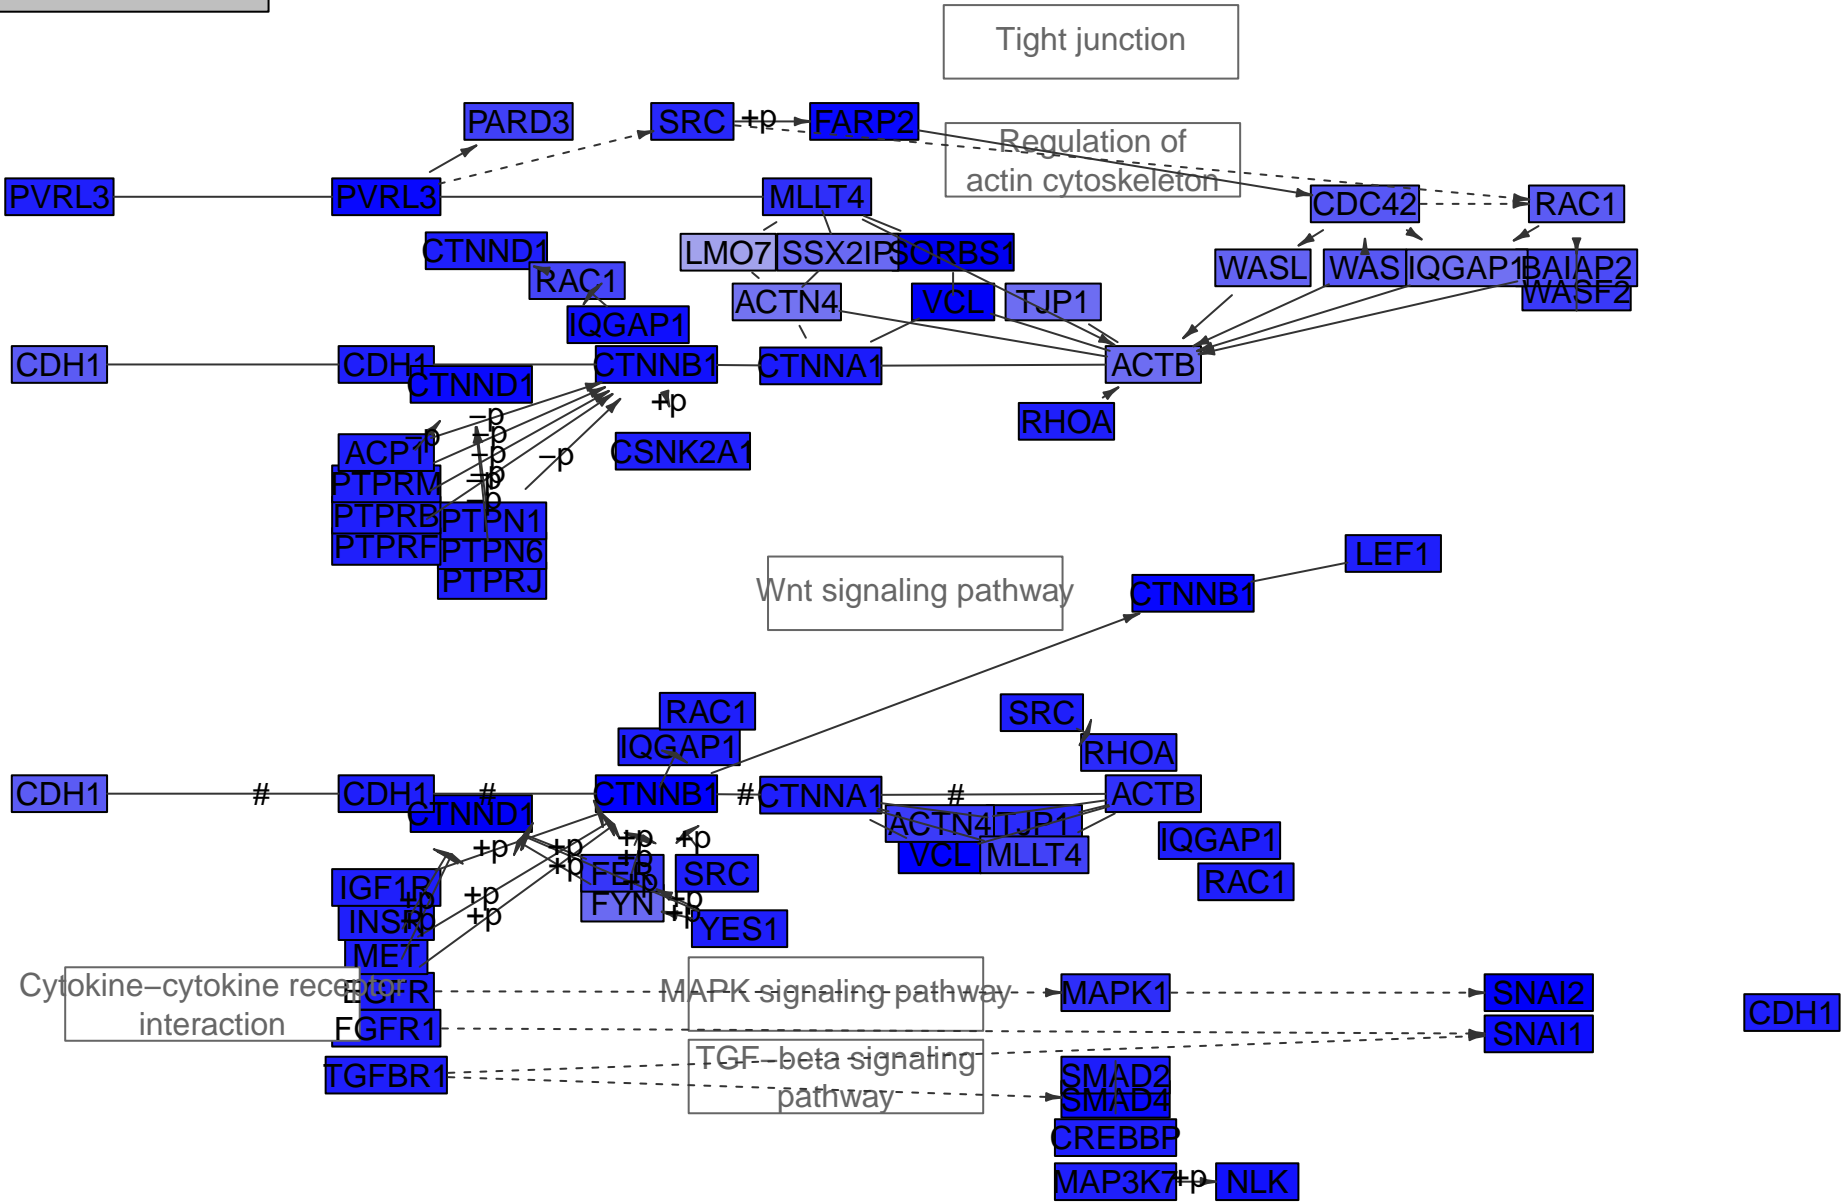 Tight junction
PARD3
SRC
+p
FARP2
Regulation of
actin cytoskeleton
PVRL3
PVRL3
MLLT4
CDC42
RAC1
CTNND1
RAC1
LMO7
SSX2IP
SORBS1
WASL
WAS
IQGAP1
BAIAP2
WASF2
IQGAP1
ACTN4
VCL
TJP1
CDH1
CDH1
CTNND1
CTNNB1
CTNNA1
ACTB
+p
RHOA
–p
–p
–p
–p
–p
–p
–p
–p
ACP1
CSNK2A1
PTPRM
PTPRB
PTPN1
PTPRF
PTPN6
PTPRJ
LEF1
Wnt signaling pathway
CTNNB1
RAC1
IQGAP1
SRC
RHOA
CDH1
#
CDH1
#
CTNND1
CTNNB1
#
CTNNA1
#
ACTB
ACTN4
TJP1
VCL
MLLT4
IQGAP1
RAC1
+p
+p
+p
+p
+p
+p
+p
IGF1R
FER
SRC
INSR
+p
+p
+p
+p
FYN
+p
+p
YES1
MET
Cytokine–cytokine receptor
interaction
EGFR
MAPK signaling pathway
MAPK1
SNAI2
CDH1
FGFR1
SNAI1
TGFBR1
TGF–beta signaling
pathway
SMAD2
SMAD4
CREBBP
MAP3K7
+p
NLK